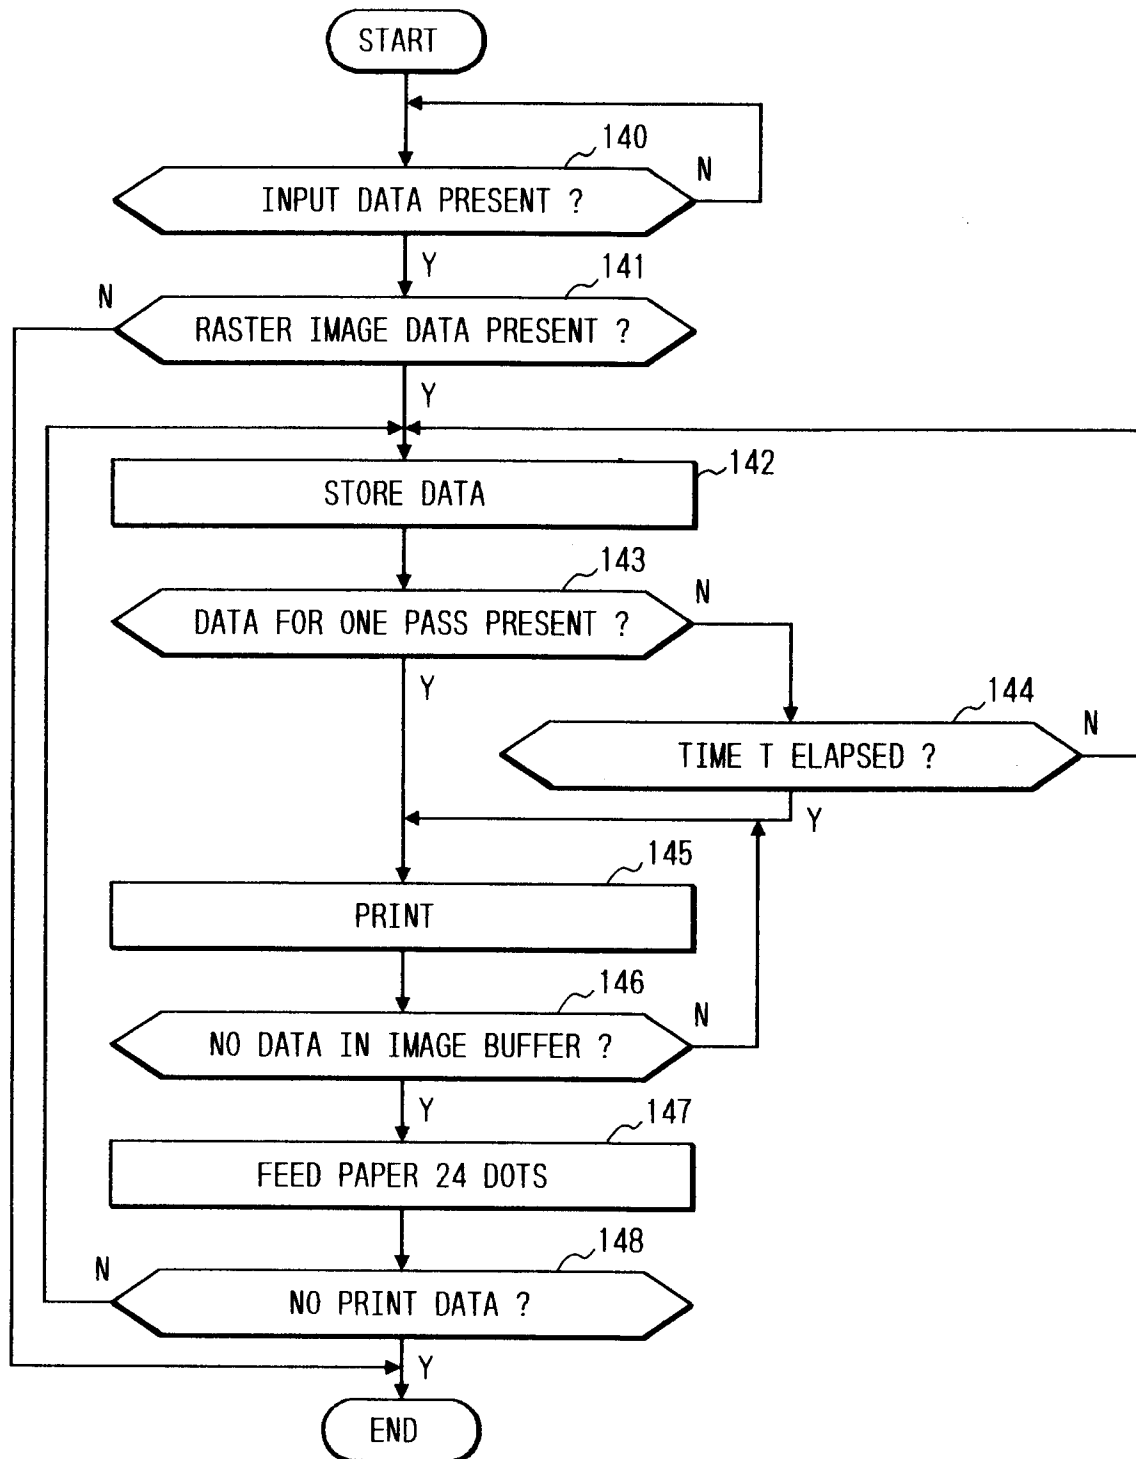 START
140
INPUT DATA PRESENT ?
N
Y
141
N
RASTER IMAGE DATA PRESENT ?
Y
142
STORE DATA
143
N
DATA FOR ONE PASS PRESENT ?
Y
144
N
TIME T ELAPSED ?
Y
145
PRINT
146
N
NO DATA IN IMAGE BUFFER ?
Y
147
FEED PAPER 24 DOTS
148
N
NO PRINT DATA ?
Y
END